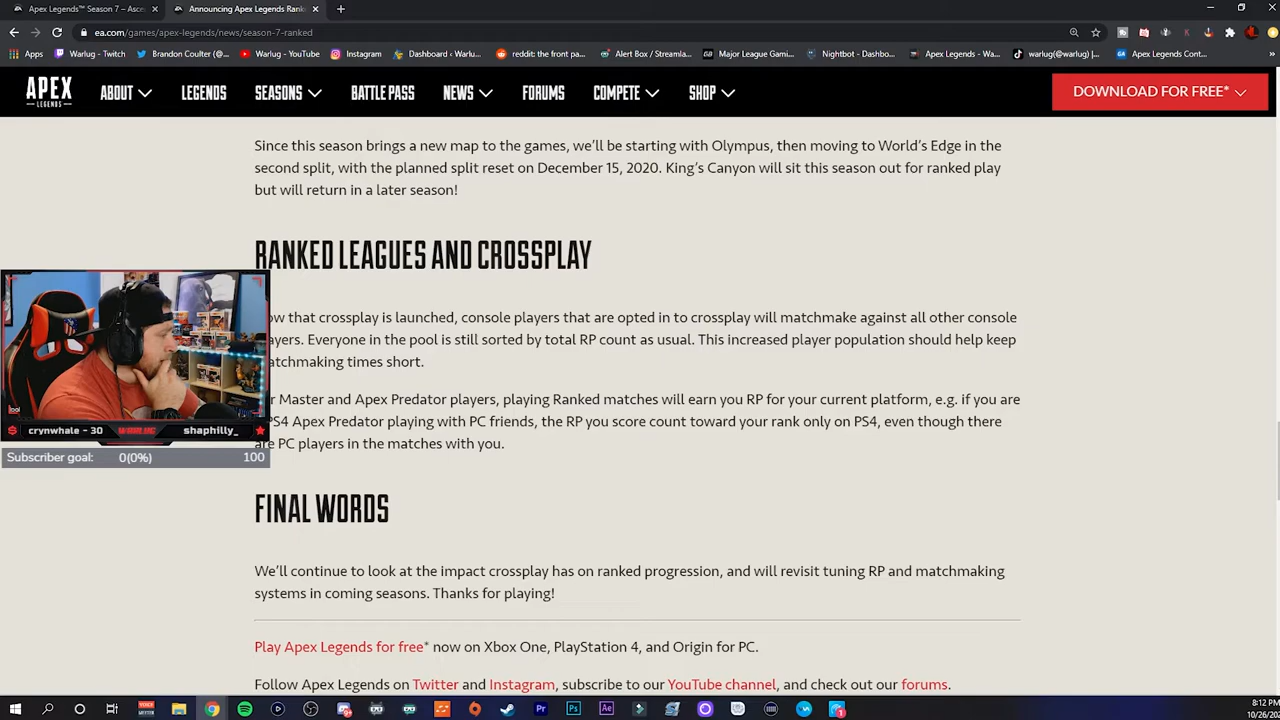 Apex Legends™ Season 7 – Asce
Announcing Apex Legends Ranke
ea.com/games/apex-legends/news/season-7-ranked
Apps
Warlug - Twitch
Brandon Coulter (@...
Warlug - YouTube
Instagram
Dashboard ‹ Warlu...
reddit: the front pa...
Alert Box / Streamla...
Major League Gami...
Nightbot - Dashbo...
Apex Legends - Wa...
warlug(@warlug) |...
Apex Legends Cont...
»
APEX
LEGENDS
ABOUT
LEGENDS
SEASONS
BATTLE PASS
NEWS
FORUMS
COMPETE
SHOP
DOWNLOAD FOR FREE*
Since this season brings a new map to the games, we'll be starting with Olympus, then moving to World's Edge in the
second split, with the planned split reset on December 15, 2020. King's Canyon will sit this season out for ranked play
but will return in a later season!
RANKED LEAGUES AND CROSSPLAY
ow that crossplay is launched, console players that are opted in to crossplay will matchmake against all other console
ayers. Everyone in the pool is still sorted by total RP count as usual. This increased player population should help keep
atchmaking times short.
r Master and Apex Predator players, playing Ranked matches will earn you RP for your current platform, e.g. if you are
PS4 Apex Predator playing with PC friends, the RP you score count toward your rank only on PS4, even though there
are PC players in the matches with you.
crynwhale - 30
WARLUG
shaphilly_
Subscriber goal:
0(0%)
100
FINAL WORDS
We'll continue to look at the impact crossplay has on ranked progression, and will revisit tuning RP and matchmaking
systems in coming seasons. Thanks for playing!
Play Apex Legends for free* now on Xbox One, PlayStation 4, and Origin for PC.
Follow Apex Legends on Twitter and Instagram, subscribe to our YouTube channel, and check out our forums.
8:12 PM
10/26/20